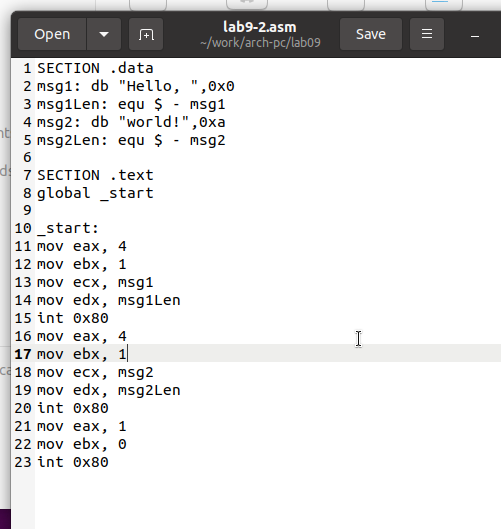 Open
lab9-2.asm
~/work/arch-pc/lab09
Save
1 SECTION .data
2 msg1: db "Hello, ",0x0
3 msg1Len: equ $ - msg1
4 msg2: db "world!",0xa
5 msg2Len: equ $ - msg2
6
7 SECTION .text
8 global _start
9
10 _start:
11 mov eax, 4
12 mov ebx, 1
13 mov ecx, msg1
14 mov edx, msg1Len
15 int 0x80
16 mov eax, 4
17 mov ebx, 1
18 mov ecx, msg2
19 mov edx, msg2Len
20 int 0x80
21 mov eax, 1
22 mov ebx, 0
23 int 0x80